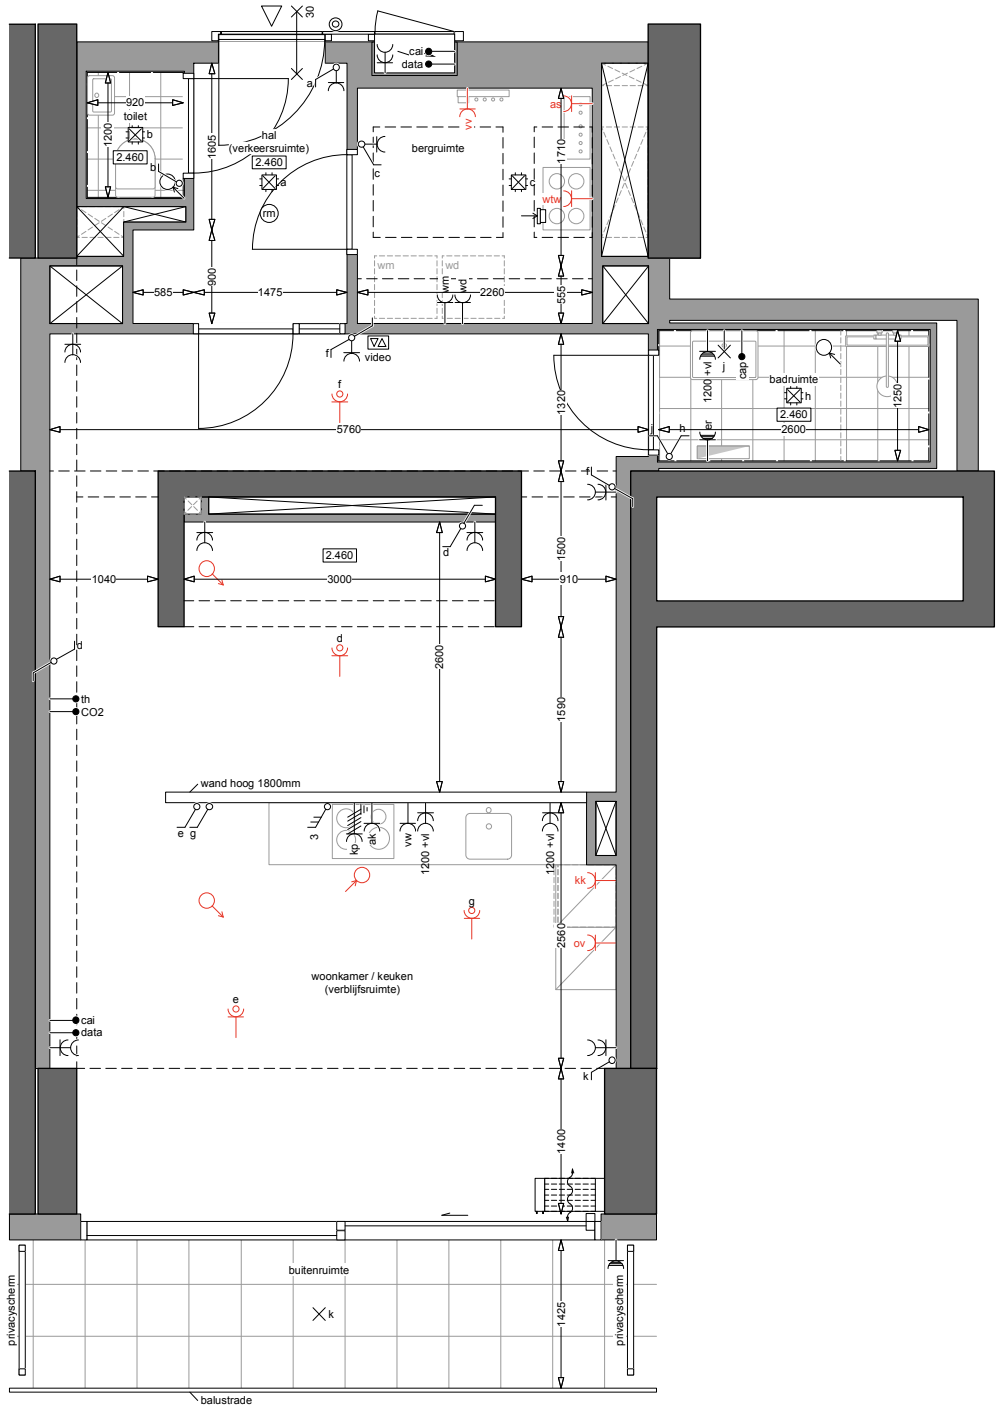 30
cai
data
a
920
toilet
b
1200
2.460
b
hal
(verkeersruimte)
2.460
a
rm
1605
900
585
1475
c
bergruimte
vv
as
1710
c
wtw
wm
wd
wm
wd
2260
555
f
video
f
1320
5760
1200 +vl
j
cap
badruimte
h
2.460
2600
1250
er
j
h
f
d
2.460
1040
3000
910
1500
d
d
2600
1590
th
CO2
wand hoog 1800mm
e
g
3
kp
ak
vw
1200 +vl
1200 +vl
kk
g
ov
2560
woonkamer / keuken
(verblijfsruimte)
e
cai
data
k
1400
buitenruimte
privacyscherm
k
1425
privacyscherm
balustrade